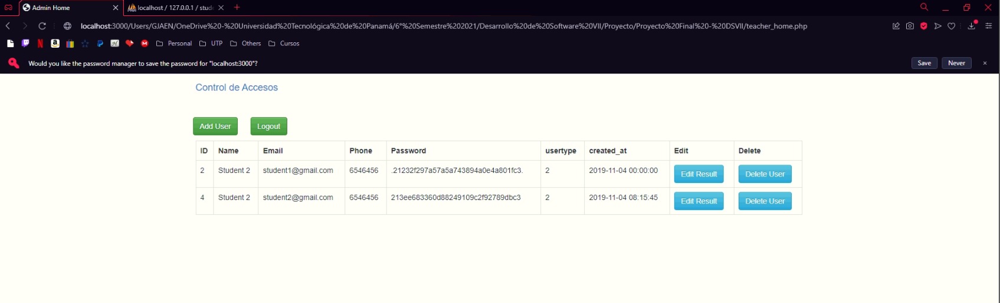 Admin Home
localhost / 127.0.0.1 / stude
localhost:3000/Users/GJAEN/OneDrive%20-%20Universidad%20Tecnológica%20de%20Panamá/6°%20Semestre%202021/Desarrollo%20de%20Software%20VII/Proyecto/Proyecto%20Final%20-%20DSVII/teacher_home.php
Personal UTP Others Cursos
Would you like the password manager to save the password for "localhost:3000"? Save Never
Control de Accesos
Add User Logout
ID Name Email Phone Password usertype created_at Edit Delete
2 Student 2 student1@gmail.com 6546456 .21232f297a57a5a743894a0e4a801fc3. 2 2019-11-04 00:00:00 Edit Result Delete User
4 Student 2 student2@gmail.com 6546456 213ee683360d88249109c2f92789dbc3 2 2019-11-04 08:15:45 Edit Result Delete User